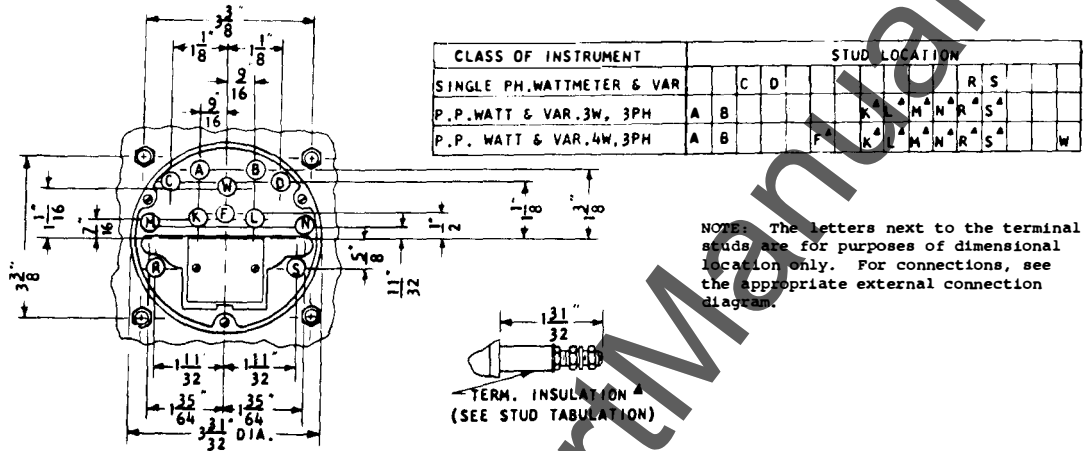 3 3/8"
1 1/8" 1 1/8"
9/16"
9/16"
CLASS OF INSTRUMENT STUD LOCATION
SINGLE PH.WATTMETER & VAR C D R S
P.P.WATT & VAR.3W, 3PH A B K▲ L▲ M▲ N▲ R▲ S▲
P.P. WATT & VAR.4W,3PH A B F▲ K▲ L▲ M▲ N▲ R▲ S▲ W
A B
C W D
K F L
M N
R S
1 1/16"
7/16"
3 3/8"
1/2"
1 1/8"
1 3/8"
5/8"
11/32
NOTE: The letters next to the terminal
studs are for purposes of dimensional
location only. For connections, see
the appropriate external connection
diagram.
1 31/32"
TERM. INSULATION ▲
(SEE STUD TABULATION)
1 11/32" 1 11/32"
1 35/64" 1 35/64"
3 31/32" DIA.